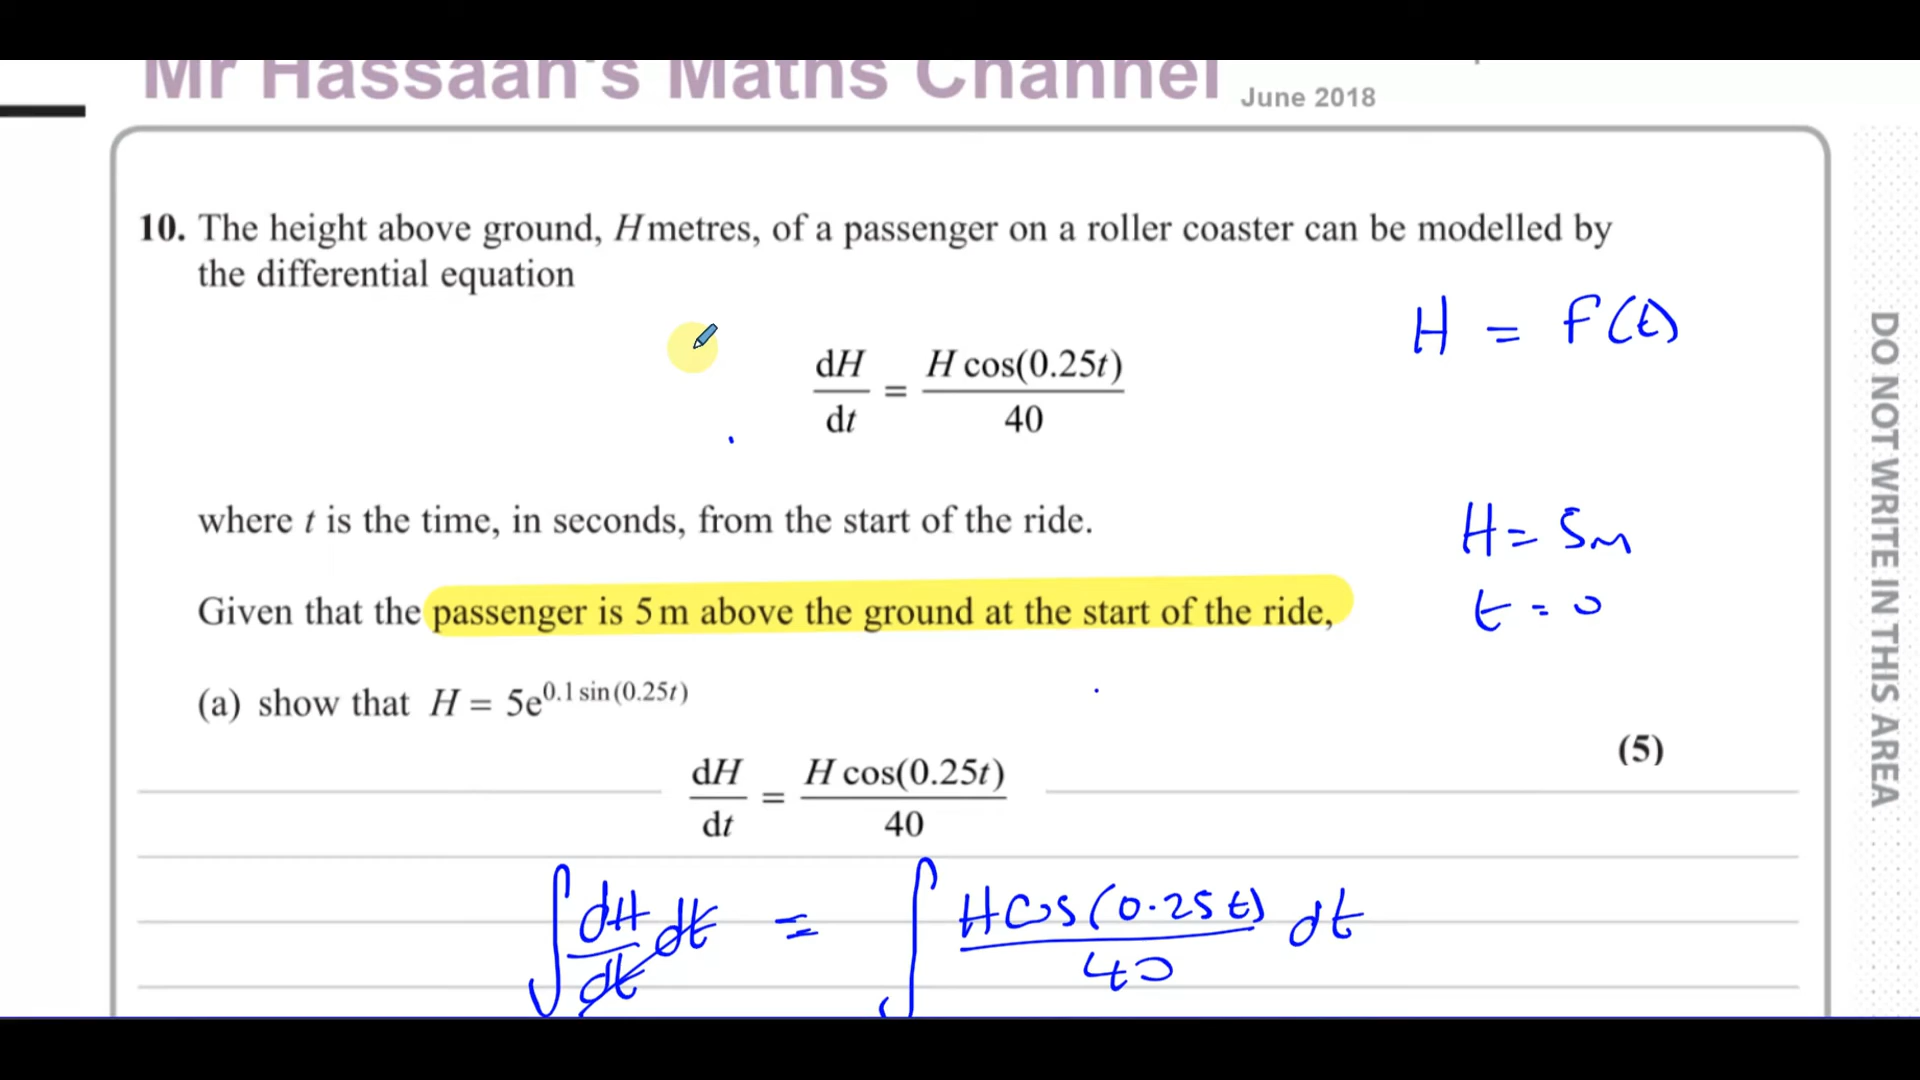 Mr Hassaan's Maths Channel June 2018
10. The height above ground, H metres, of a passenger on a roller coaster can be modelled by
the differential equation
H = F(t)
dH/dt = H cos(0.25t)/40
where t is the time, in seconds, from the start of the ride.
H = 5m
Given that the passenger is 5 m above the ground at the start of the ride,
t = 0
(a) show that H = 5e^0.1 sin(0.25t)
(5)
dH/dt = H cos(0.25t)/40
∫ dH/dt dt = ∫ H Cos(0.25t)/40 dt
DO NOT WRITE IN THIS AREA